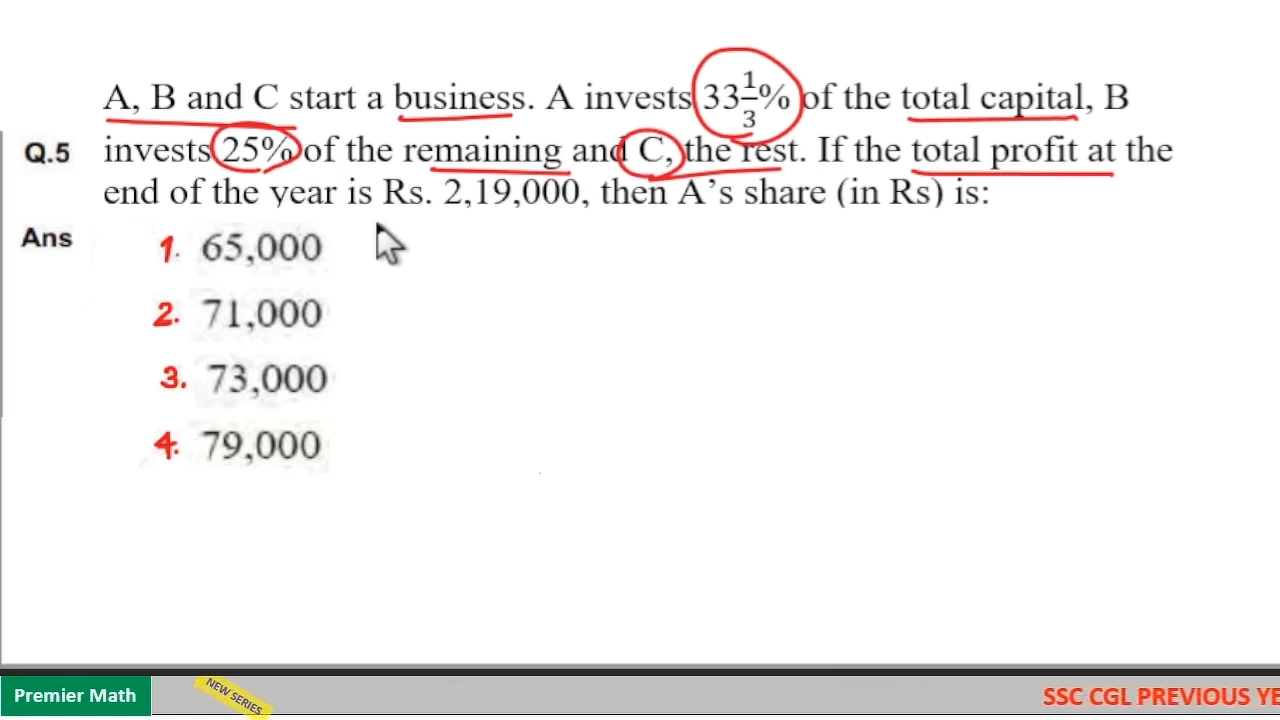 A, B and C start a business. A invests 33 1/3 % of the total capital, B
Q.5 invests 25% of the remaining and C, the rest. If the total profit at the
end of the year is Rs. 2,19,000, then A's share (in Rs) is:
Ans 1. 65,000
2. 71,000
3. 73,000
4. 79,000
Premier Math NEW SERIES SSC CGL PREVIOUS YE